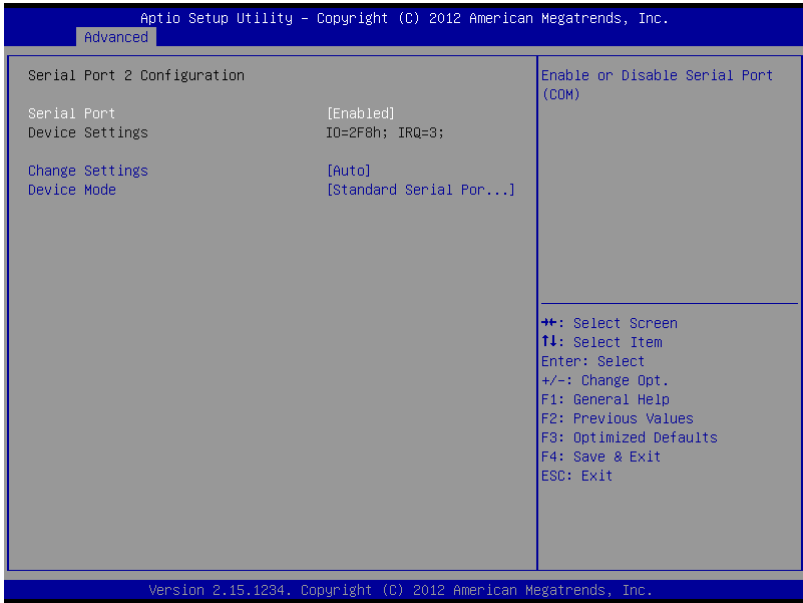 Aptio Setup Utility – Copyright (C) 2012 American Megatrends, Inc.
Advanced
Serial Port 2 Configuration
Serial Port [Enabled]
Device Settings IO=2F8h; IRQ=3;
Change Settings [Auto]
Device Mode [Standard Serial Por...]
Enable or Disable Serial Port
(COM)
→←: Select Screen
↑↓: Select Item
Enter: Select
+/-: Change Opt.
F1: General Help
F2: Previous Values
F3: Optimized Defaults
F4: Save & Exit
ESC: Exit
Version 2.15.1234. Copyright (C) 2012 American Megatrends, Inc.